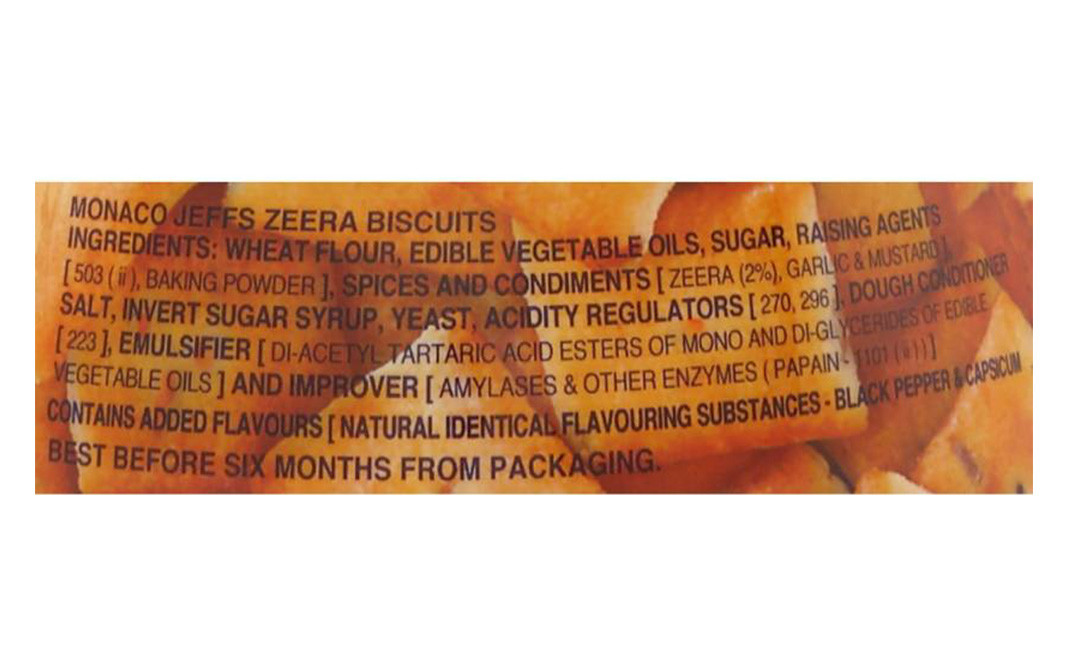 MONACO JEFFS ZEERA BISCUITS
INGREDIENTS: WHEAT FLOUR, EDIBLE VEGETABLE OILS, SUGAR, RAISING AGENTS
[ 503 ( ii ), BAKING POWDER ], SPICES AND CONDIMENTS [ ZEERA (2%), GARLIC & MUSTARD ],
SALT, INVERT SUGAR SYRUP, YEAST, ACIDITY REGULATORS [ 270, 296 ], DOUGH CONDITIONER
[ 223 ], EMULSIFIER [ DI-ACETYL TARTARIC ACID ESTERS OF MONO AND DI-GLYCERIDES OF EDIBLE
VEGETABLE OILS ] AND IMPROVER [ AMYLASES & OTHER ENZYMES ( PAPAIN - 1101 ( ii ) ) ]
CONTAINS ADDED FLAVOURS [ NATURAL IDENTICAL FLAVOURING SUBSTANCES - BLACK PEPPER & CAPSICUM
BEST BEFORE SIX MONTHS FROM PACKAGING.